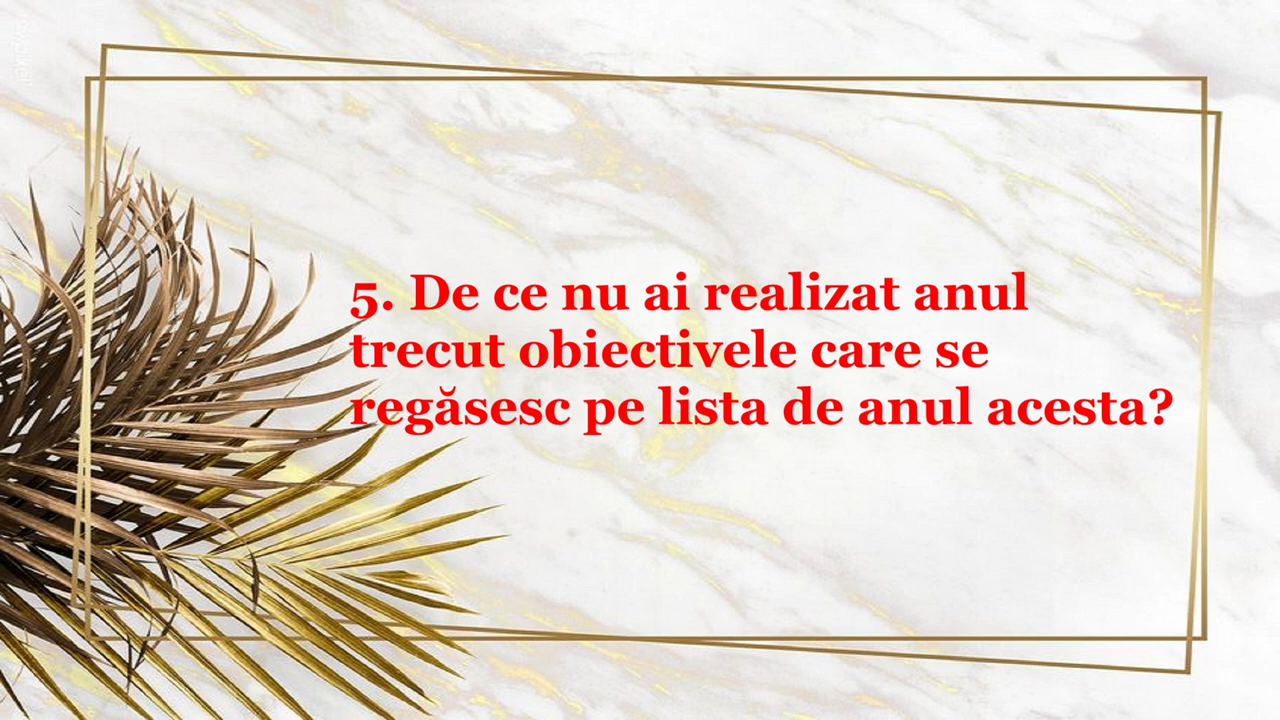 5. De ce nu ai realizat anul
trecut obiectivele care se
regăsesc pe lista de anul acesta?